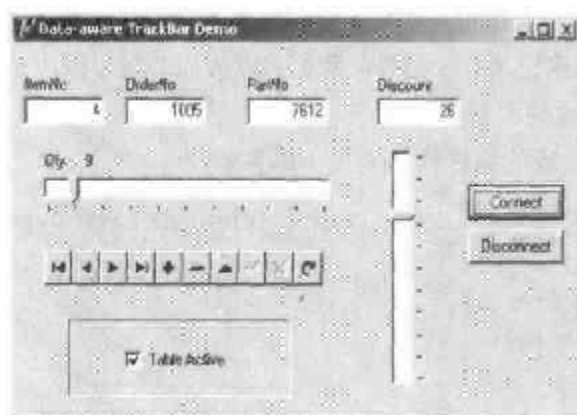 Data-aware TrackBar Demo
ItemNo OrderNo PartNo Discount
4 1005 7612 26
Qty 9
Connect
Disconnect
Table Active